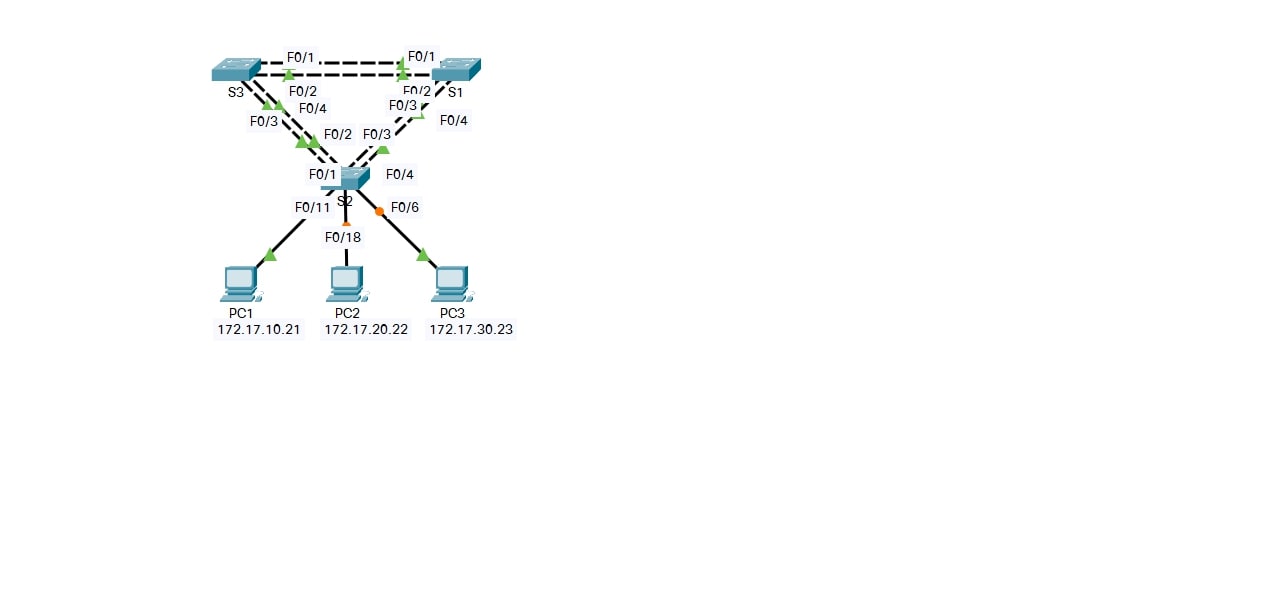 F0/1
F0/1
S3
F0/2
F0/2
S1
F0/4
F0/3
F0/3
F0/4
F0/2
F0/3
F0/1
F0/4
S2
F0/11
F0/6
F0/18
PC1
PC2
PC3
172.17.10.21
172.17.20.22
172.17.30.23